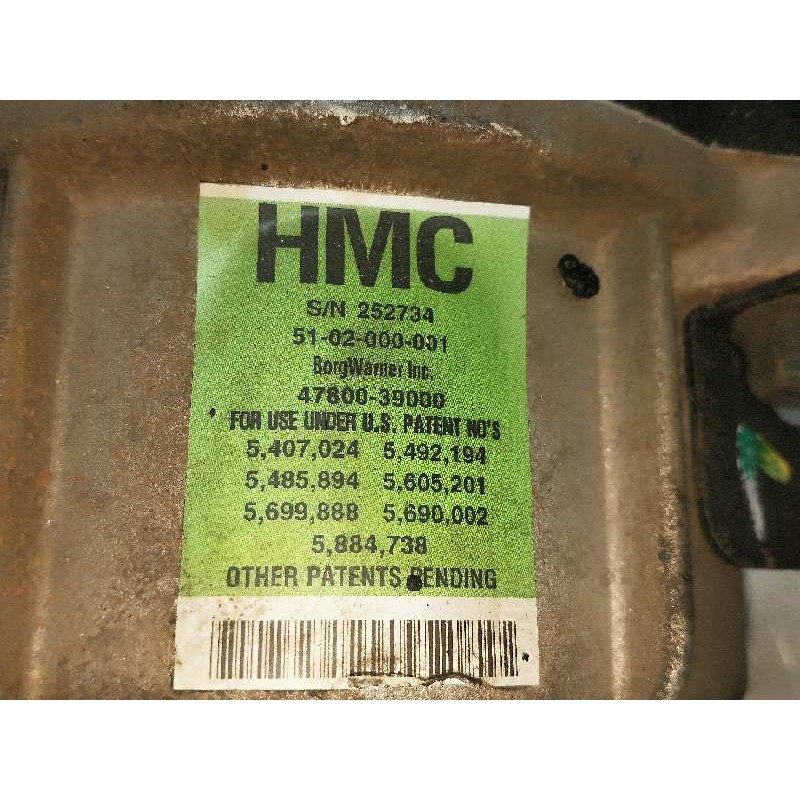 HMC
S/N 252734
51-02-000-001
BorgWarner Inc.
47800-39000
FOR USE UNDER U.S. PATENT NO'S
5,407,024 5,492,194
5,485,894 5,605,201
5,699,888 5,690,002
5,884,738
OTHER PATENTS PENDING